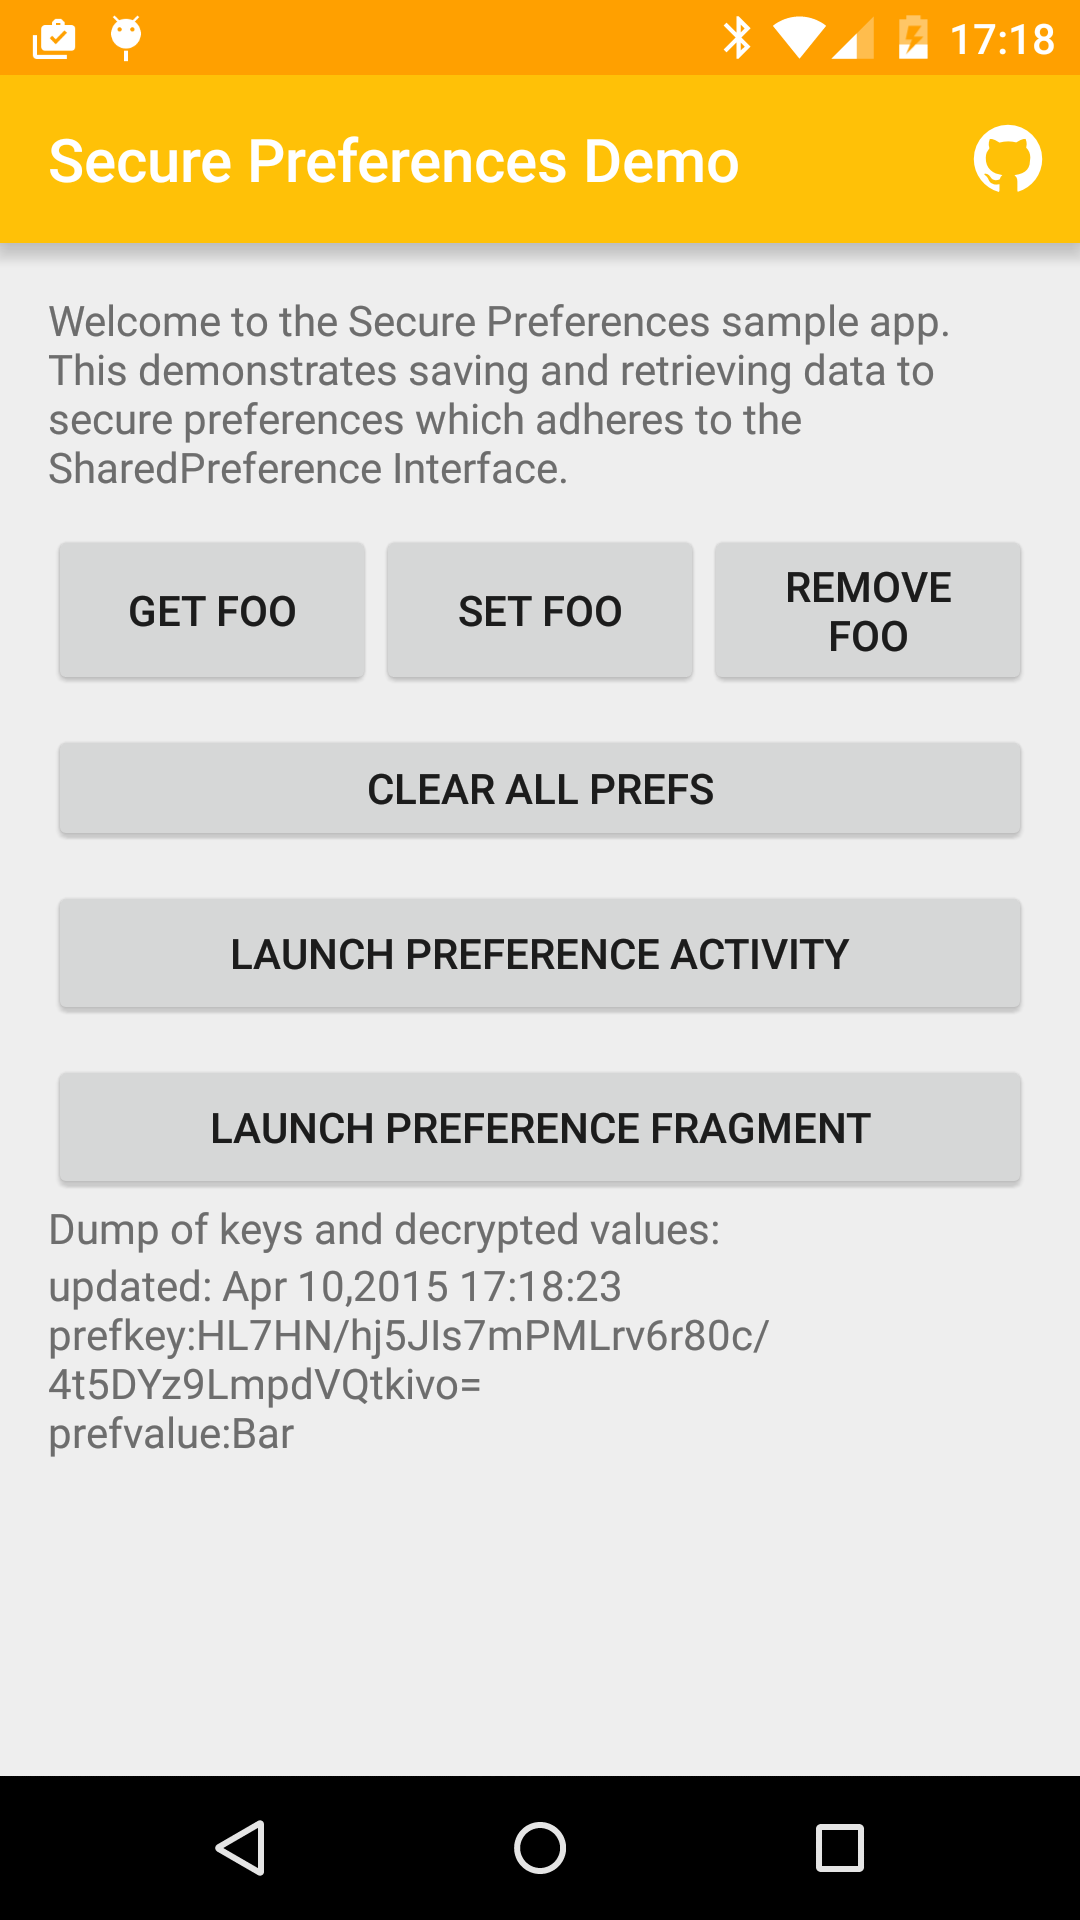 17:18
Secure Preferences Demo
Welcome to the Secure Preferences sample app.
This demonstrates saving and retrieving data to
secure preferences which adheres to the
SharedPreference Interface.
GET FOO
SET FOO
REMOVE
FOO
CLEAR ALL PREFS
LAUNCH PREFERENCE ACTIVITY
LAUNCH PREFERENCE FRAGMENT
Dump of keys and decrypted values:
updated: Apr 10,2015 17:18:23
prefkey:HL7HN/hj5JIs7mPMLrv6r80c/
4t5DYz9LmpdVQtkivo=
prefvalue:Bar